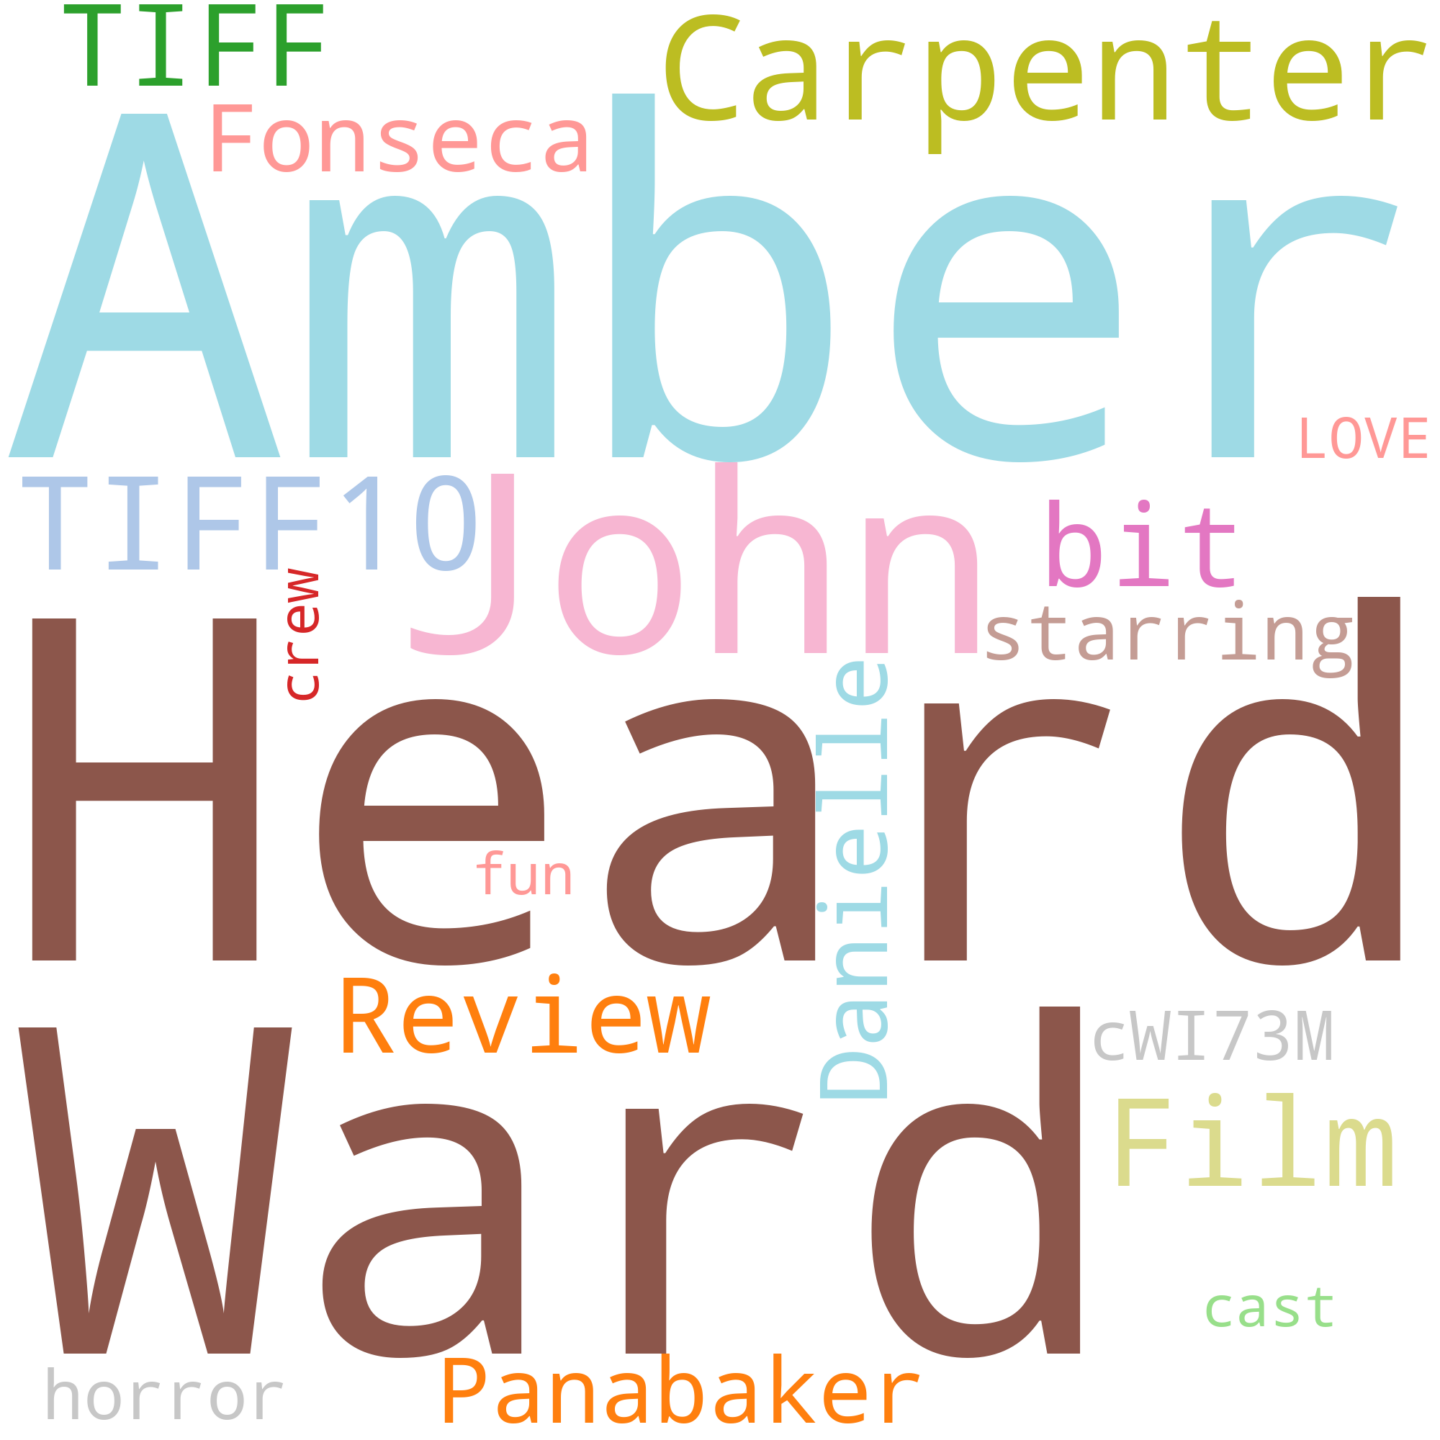 TIFF
Carpenter
Fonseca
Amber
LOVE
TIFF10
John
bit
crew
starring
Heard
Danielle
fun
Review
Ward
cWI73M
Film
cast
horror
Panabaker